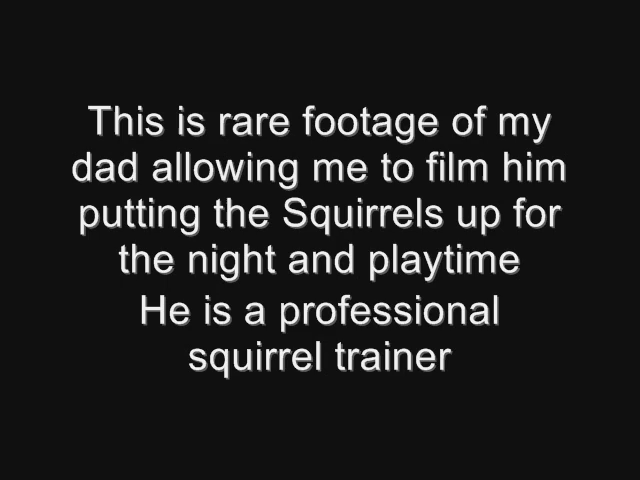 This is rare footage of my
dad allowing me to film him
putting the Squirrels up for
the night and playtime
He is a professional
squirrel trainer